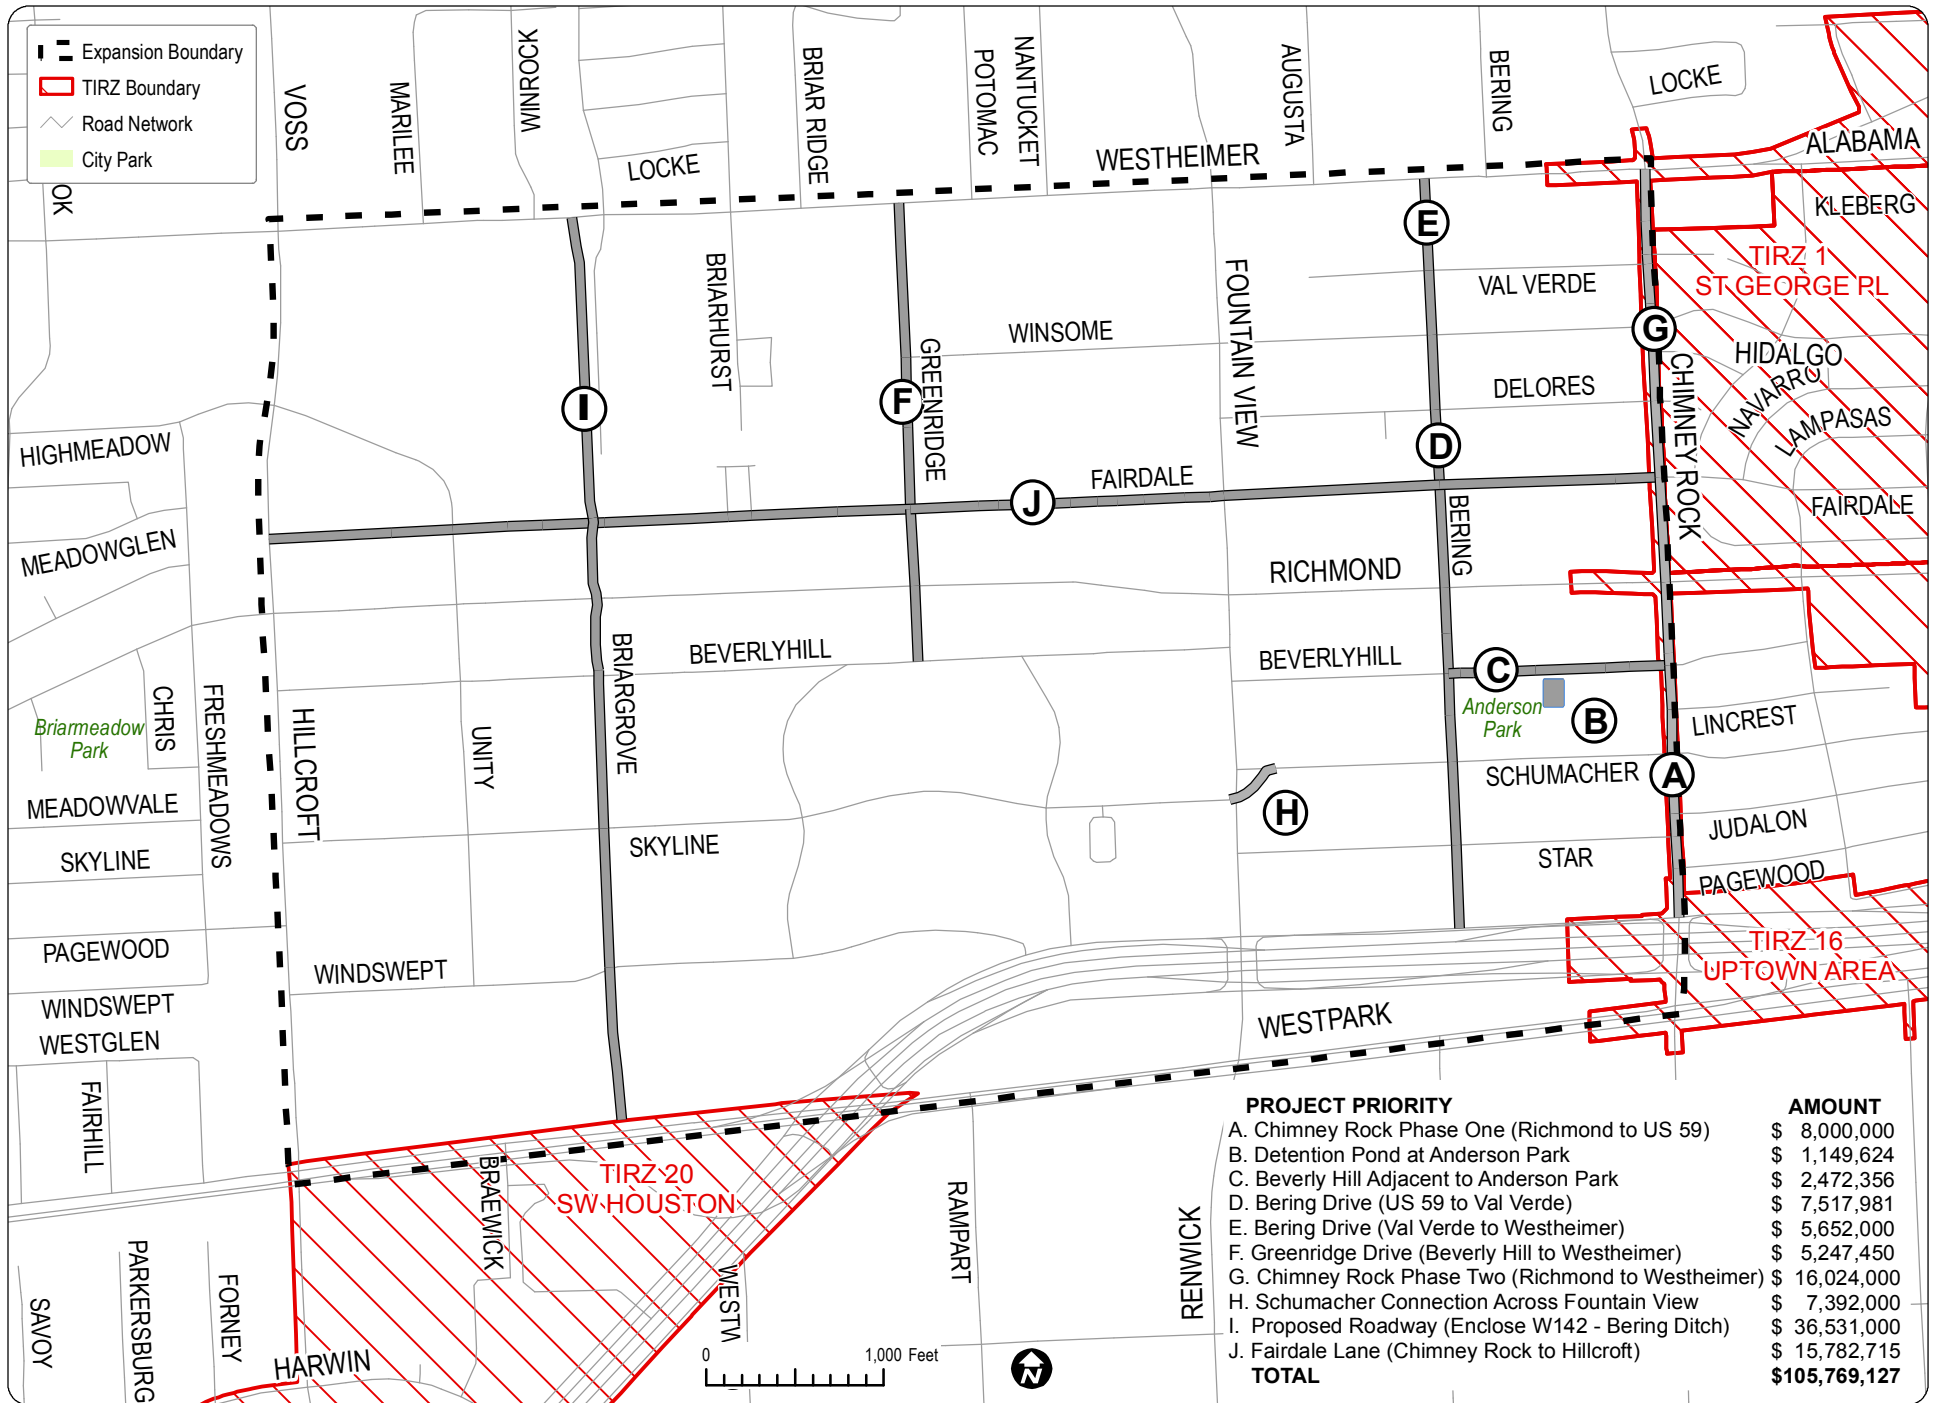 Expansion Boundary
TIRZ Boundary
Road Network
City Park
OK
VOSS
MARILEE
WINROCK
LOCKE
BRIAR RIDGE
POTOMAC
NANTUCKET
WESTHEIMER
AUGUSTA
BERING
LOCKE
ALABAMA
KLEBERG
TIRZ 1
ST GEORGE PL
E
VAL VERDE
G
BRIARHURST
WINSOME
FOUNTAIN VIEW
HIDALGO
NAVARRO
LAMPASAS
CHIMNEY ROCK
DELORES
I
F
GREENRIDGE
D
HIGHMEADOW
J
FAIRDALE
FAIRDALE
BERING
MEADOWGLEN
RICHMOND
BRIARGROVE
BEVERLYHILL
BEVERLYHILL
C
Anderson
Park
B
CHRIS
FRESHMEADOWS
Briarmeadow
Park
HILLCROFT
UNITY
LINCREST
SCHUMACHER
A
MEADOWVALE
H
JUDALON
SKYLINE
SKYLINE
STAR
PAGEWOOD
PAGEWOOD
WINDSWEPT
TIRZ 16
UPTOWN AREA
WINDSWEPT
WESTGLEN
WESTPARK
FAIRHILL
TIRZ 20
SW HOUSTON
BRAEWICK
RAMPART
RENWICK
SAVOY
PARKERSBURG
FORNEY
HARWIN
WESTW
0 1,000 Feet
N
PROJECT PRIORITY AMOUNT
A. Chimney Rock Phase One (Richmond to US 59) $ 8,000,000
B. Detention Pond at Anderson Park $ 1,149,624
C. Beverly Hill Adjacent to Anderson Park $ 2,472,356
D. Bering Drive (US 59 to Val Verde) $ 7,517,981
E. Bering Drive (Val Verde to Westheimer) $ 5,652,000
F. Greenridge Drive (Beverly Hill to Westheimer) $ 5,247,450
G. Chimney Rock Phase Two (Richmond to Westheimer) $ 16,024,000
H. Schumacher Connection Across Fountain View $ 7,392,000
I. Proposed Roadway (Enclose W142 - Bering Ditch) $ 36,531,000
J. Fairdale Lane (Chimney Rock to Hillcroft) $ 15,782,715
TOTAL $105,769,127